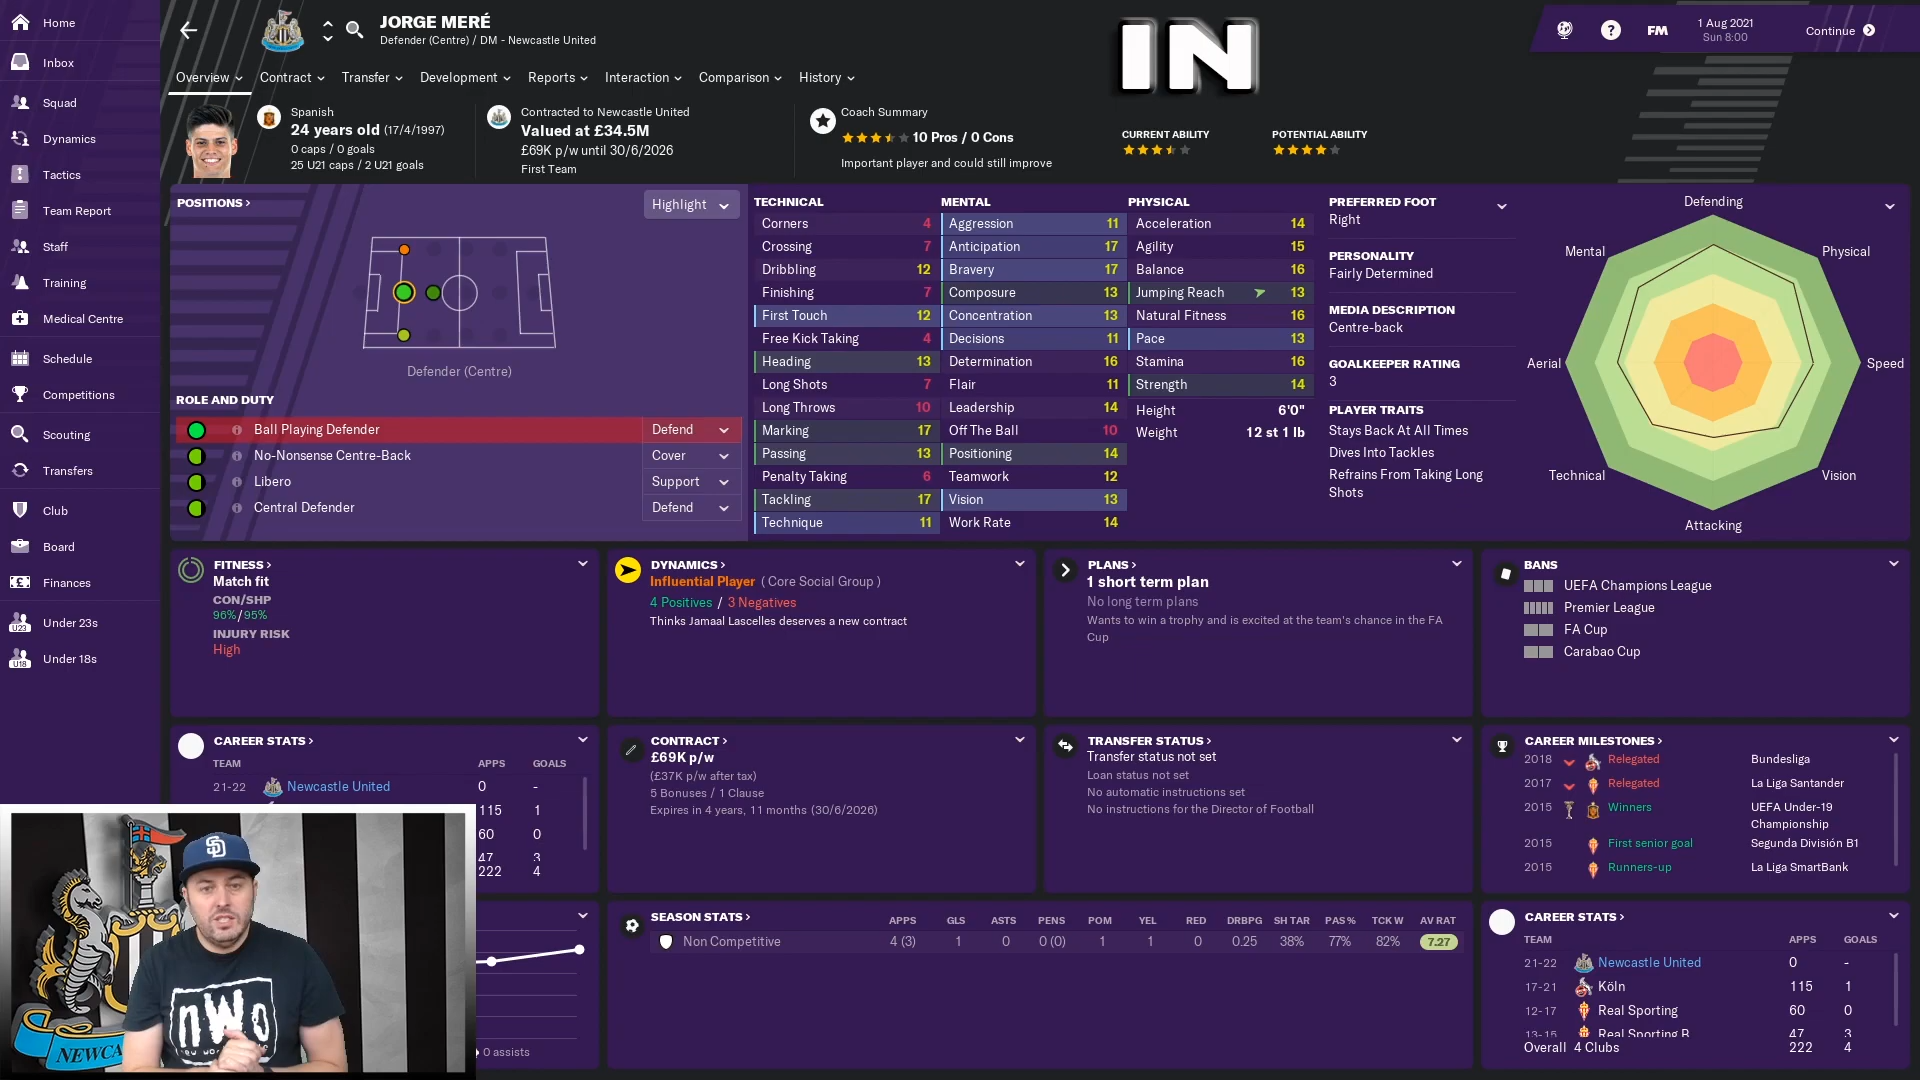 Home
Inbox
Squad
Dynamics
Tactics
Team Report
Staff
Training
Medical Centre
Schedule
Competitions
Scouting
Transfers
Club
Board
Finances
U23
Under 23s
U18
Under 18s
JORGE MERÉ
Defender (Centre) / DM - Newcastle United
IN
FM
1 Aug 2021
Sun 8:00
Continue
Overview
Contract
Transfer
Development
Reports
Interaction
Comparison
History
Spanish
24 years old (17/4/1997)
0 caps / 0 goals
25 U21 caps / 2 U21 goals
Contracted to Newcastle United
Valued at £34.5M
£69K p/w until 30/6/2026
First Team
Coach Summary
10 Pros / 0 Cons
Important player and could still improve
CURRENT ABILITY
POTENTIAL ABILITY
POSITIONS
Highlight
Defender (Centre)
ROLE AND DUTY
Ball Playing Defender Defend
No-Nonsense Centre-Back Cover
Libero Support
Central Defender Defend
TECHNICAL
Corners 4
Crossing 7
Dribbling 12
Finishing 7
First Touch 12
Free Kick Taking 4
Heading 13
Long Shots 7
Long Throws 10
Marking 17
Passing 13
Penalty Taking 6
Tackling 17
Technique 11
MENTAL
Aggression 11
Anticipation 17
Bravery 17
Composure 13
Concentration 13
Decisions 11
Determination 16
Flair 11
Leadership 14
Off The Ball 10
Positioning 14
Teamwork 12
Vision 13
Work Rate 14
PHYSICAL
Acceleration 14
Agility 15
Balance 16
Jumping Reach 13
Natural Fitness 16
Pace 13
Stamina 16
Strength 14
Height 6'0"
Weight 12 st 1 lb
PREFERRED FOOT
Right
PERSONALITY
Fairly Determined
MEDIA DESCRIPTION
Centre-back
GOALKEEPER RATING
3
PLAYER TRAITS
Stays Back At All Times
Dives Into Tackles
Refrains From Taking Long
Shots
Defending
Mental
Physical
Aerial
Speed
Technical
Vision
Attacking
FITNESS
Match fit
CON/SHP
96%/95%
INJURY RISK
High
DYNAMICS
Influential Player ( Core Social Group )
4 Positives / 3 Negatives
Thinks Jamaal Lascelles deserves a new contract
PLANS
1 short term plan
No long term plans
Wants to win a trophy and is excited at the team's chance in the FA
Cup
BANS
UEFA Champions League
Premier League
FA Cup
Carabao Cup
CAREER STATS
TEAM APPS GOALS
21-22 Newcastle United 0 -
115 1
60 0
47 3
222 4
CONTRACT
£69K p/w
(£37K p/w after tax)
5 Bonuses / 1 Clause
Expires in 4 years, 11 months (30/6/2026)
TRANSFER STATUS
Transfer status not set
Loan status not set
No automatic instructions set
No instructions for the Director of Football
CAREER MILESTONES
2018 Relegated Bundesliga
2017 Relegated La Liga Santander
2015 Winners UEFA Under-19
Championship
2015 First senior goal Segunda División B1
2015 Runners-up La Liga SmartBank
SD
nWo
NEWCA
0 assists
SEASON STATS
APPS GLS ASTS PENS POM YEL RED DRBPG SH TAR PAS % TCK W AV RAT
Non Competitive 4 (3) 1 0 0 (0) 1 1 0 0.25 38% 77% 82% 7.27
CAREER STATS
TEAM APPS GOALS
21-22 Newcastle United 0 -
17-21 Köln 115 1
12-17 Real Sporting 60 0
13-15 Real Sporting B 47 3
Overall 4 Clubs 222 4